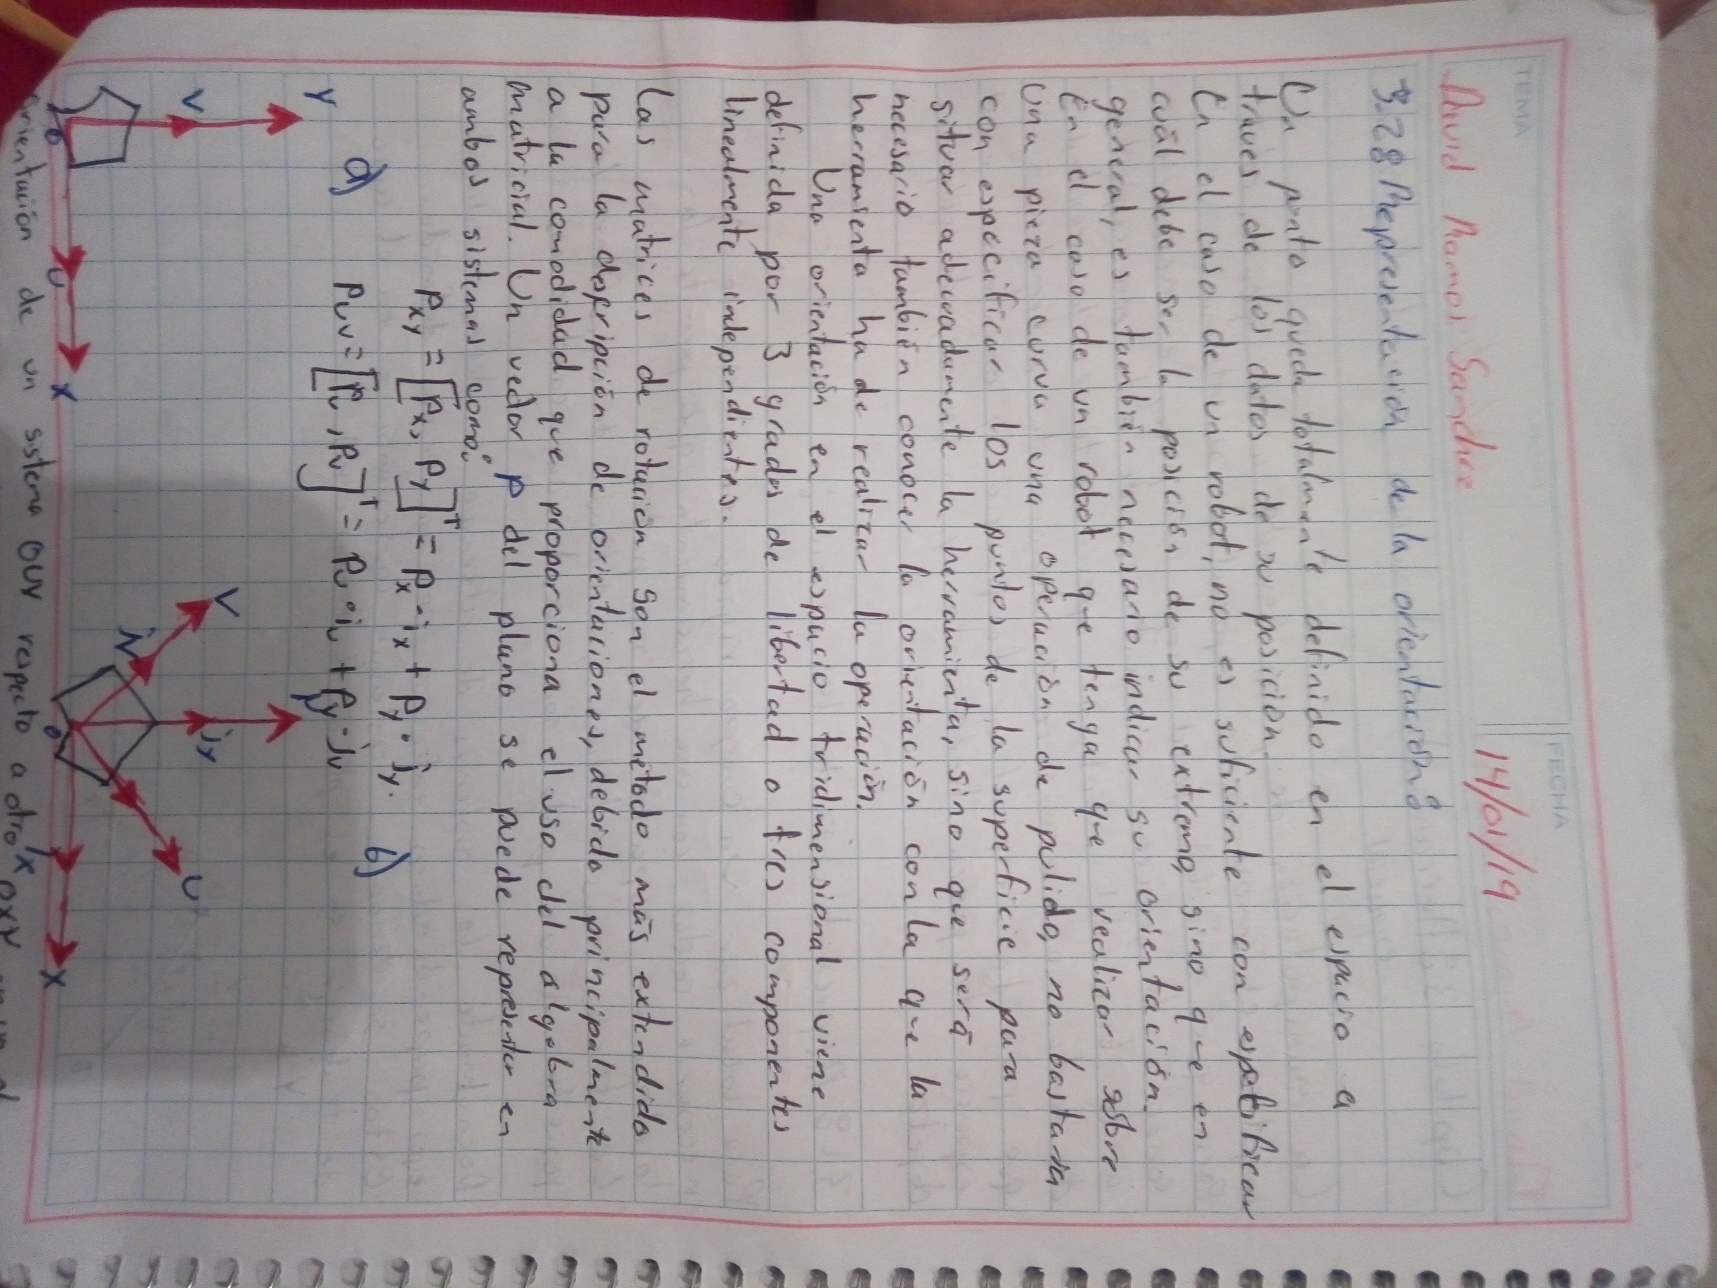 TEMA
FECHA
David Ramos Sanchez
14/01/19
3.28 Representación de la orientación:
Un punto queda totalmente definido en el espacio a
traves de los datos de su posición.
En el caso de un robot, no es suficiente con especificar
cuál debe ser la posición de su extremo, sino que en
general, es también necesario indicar su orientación.
En el caso de un robot que tenga que realizar sobre
una pieza curva una operación de pulido, no bastaria
con especificar los puntos de la superficie para
situar adecuadamente la herramienta, sino que será
necesario también conocer la orientación con la que la
herramienta ha de realizar la operación.
Una orientación en el espacio tridimensional viene
definida por 3 grados de libertad o tres componentes
linealmente independientes.
Las matrices de rotación son el método más extendido
para la descripción de orientaciones, debido principalmente
a la comodidad que proporciona el uso del algebra
matricial. Un vector p del plano se puede representar en
ambos sistemas como:
Pxy = [Px, Py]ᵀ = Px · ix + Py · jy.
Puv = [Pu, Pv]ᵀ = Pu · iu + Pv · jv
a)
b)
y
v
o
u
x
v
jv
jy
u
o
x
x
orientación de un sistema OUV respecto a otro OXY